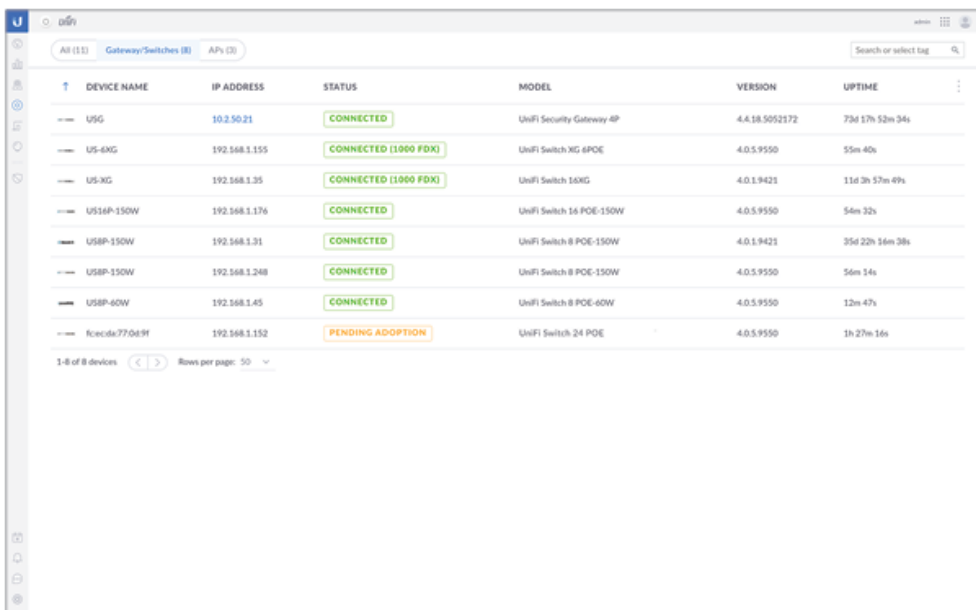 U UniFi admin
All (11) Gateway/Switches (8) APs (3) Search or select tag
DEVICE NAME IP ADDRESS STATUS MODEL VERSION UPTIME
USG 10.2.50.21 CONNECTED UniFi Security Gateway 4P 4.4.18.5052172 73d 17h 52m 34s
US-6XG 192.168.1.155 CONNECTED (1000 FDX) UniFi Switch XG 6POE 4.0.5.9550 55m 40s
US-XG 192.168.1.35 CONNECTED (1000 FDX) UniFi Switch 16XG 4.0.1.9421 11d 3h 57m 49s
US16P-150W 192.168.1.176 CONNECTED UniFi Switch 16 POE-150W 4.0.5.9550 54m 32s
US8P-150W 192.168.1.31 CONNECTED UniFi Switch 8 POE-150W 4.0.1.9421 35d 22h 16m 38s
US8P-150W 192.168.1.248 CONNECTED UniFi Switch 8 POE-150W 4.0.5.9550 56m 14s
US8P-60W 192.168.1.45 CONNECTED UniFi Switch 8 POE-60W 4.0.5.9550 12m 47s
fc:ec:da:77:0d:9f 192.168.1.152 PENDING ADOPTION UniFi Switch 24 POE 4.0.5.9550 1h 27m 16s
1-8 of 8 devices Rows per page: 50